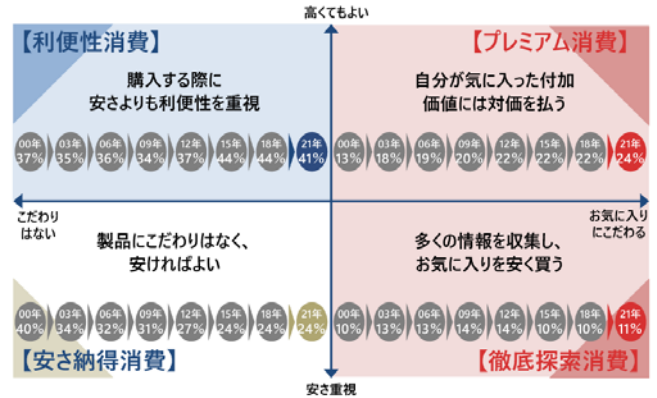 高くてもよい
【利便性消費】
【プレミアム消費】
購入する際に
安さよりも利便性を重視
自分が気に入った付加
価値には対価を払う
00年 03年 06年 09年 12年 15年 18年 21年
37% 35% 36% 34% 37% 44% 44% 41%
00年 03年 06年 09年 12年 15年 18年 21年
13% 18% 19% 20% 22% 22% 22% 24%
こだわり
はない
お気に入り
にこだわる
製品にこだわりはなく、
安ければよい
多くの情報を収集し、
お気に入りを安く買う
00年 03年 06年 09年 12年 15年 18年 21年
40% 34% 32% 31% 27% 24% 24% 24%
00年 03年 06年 09年 12年 15年 18年 21年
10% 13% 13% 14% 14% 10% 10% 11%
【安さ納得消費】
【徹底探索消費】
安さ重視